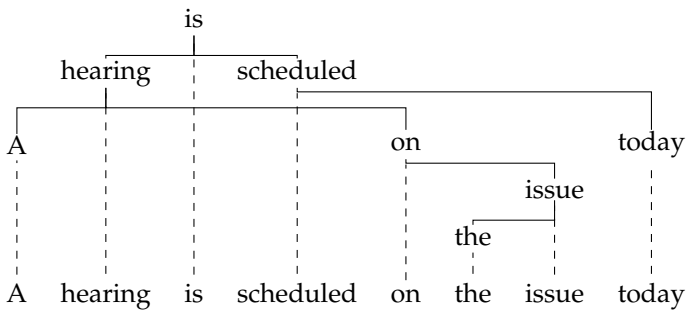 is
hearing scheduled
A on today
issue
the
A hearing is scheduled on the issue today